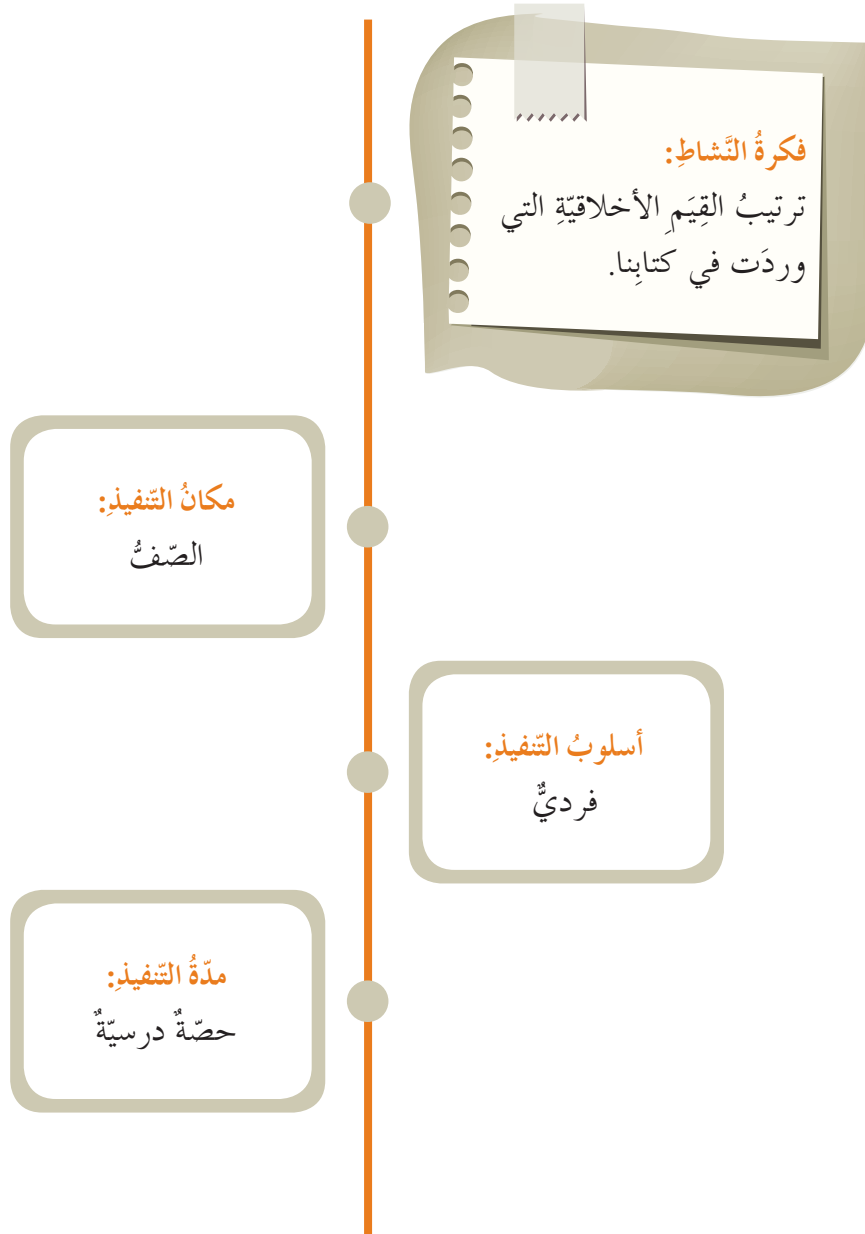 فكرةُ النَّشاطِ:
ترتيبُ القِيَمِ الأخلاقيّةِ التي
وردَت في كتابِنا.
مكانُ التّنفيذِ:
الصّفُّ
أسلوبُ التّنفيذِ:
فرديٌّ
مدّةُ التّنفيذِ:
حصّةٌ درسيّةٌ